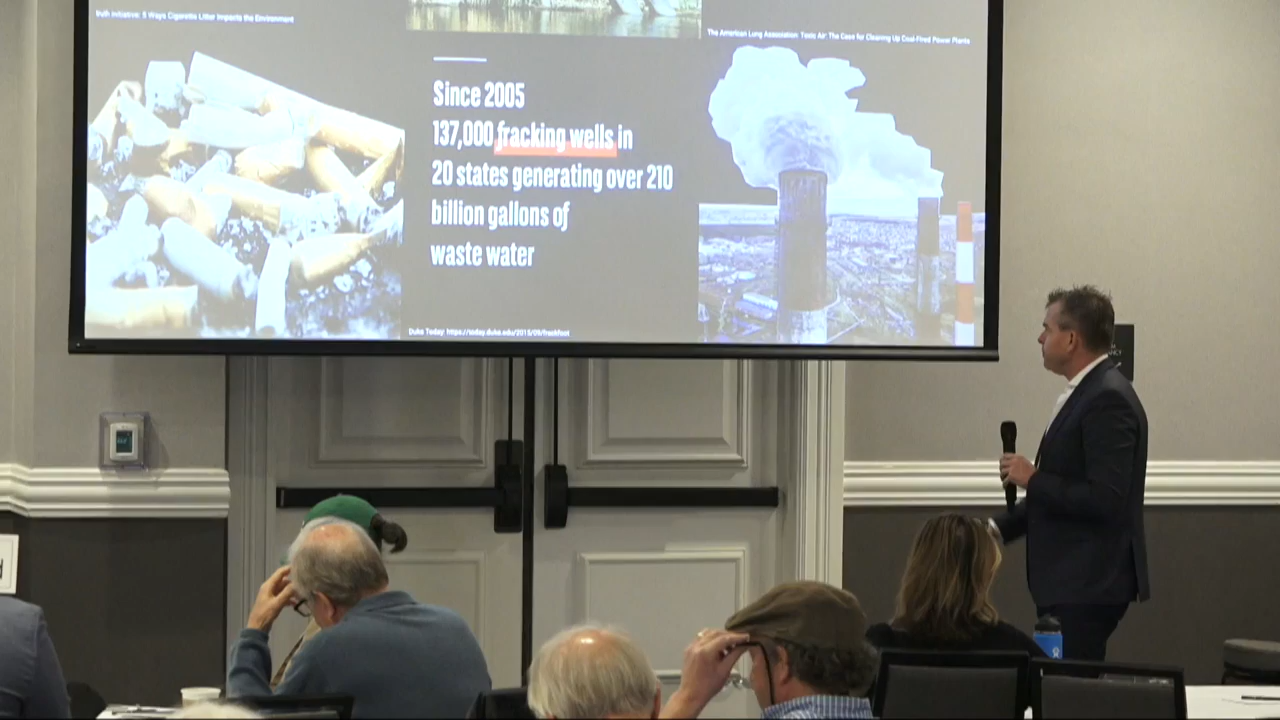 Truth Initiative: 5 Ways Cigarette Litter Impacts the Environment
The American Lung Association: Toxic Air: The Case for Cleaning Up Coal-Fired Power Plants
Since 2005
137,000 fracking wells in
20 states generating over 210
billion gallons of
waste water
Duke Today: https://today.duke.edu/2015/09/frackfoot